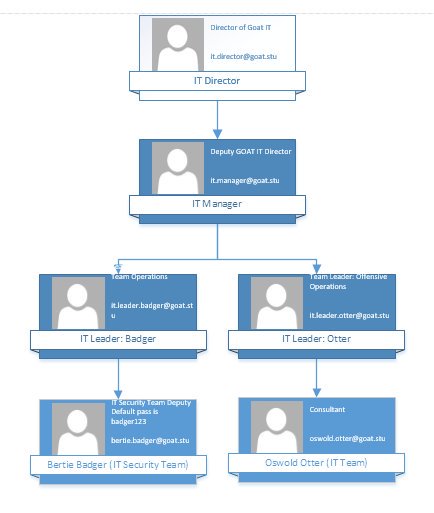 Director of Goat IT
it.director@goat.stu
IT Director
Deputy GOAT IT Director
it.manager@goat.stu
IT Manager
Team Operations
it.leader.badger@goat.st
u
IT Leader: Badger
Team Leader: Offensive
Operations
it.leader.otter@goat.stu
IT Leader: Otter
IT Security Team Deputy
Default pass is
badger123
bertie.badger@goat.stu
Bertie Badger (IT Security Team)
Consultant
oswold.otter@goat.stu
Oswold Otter (IT Team)